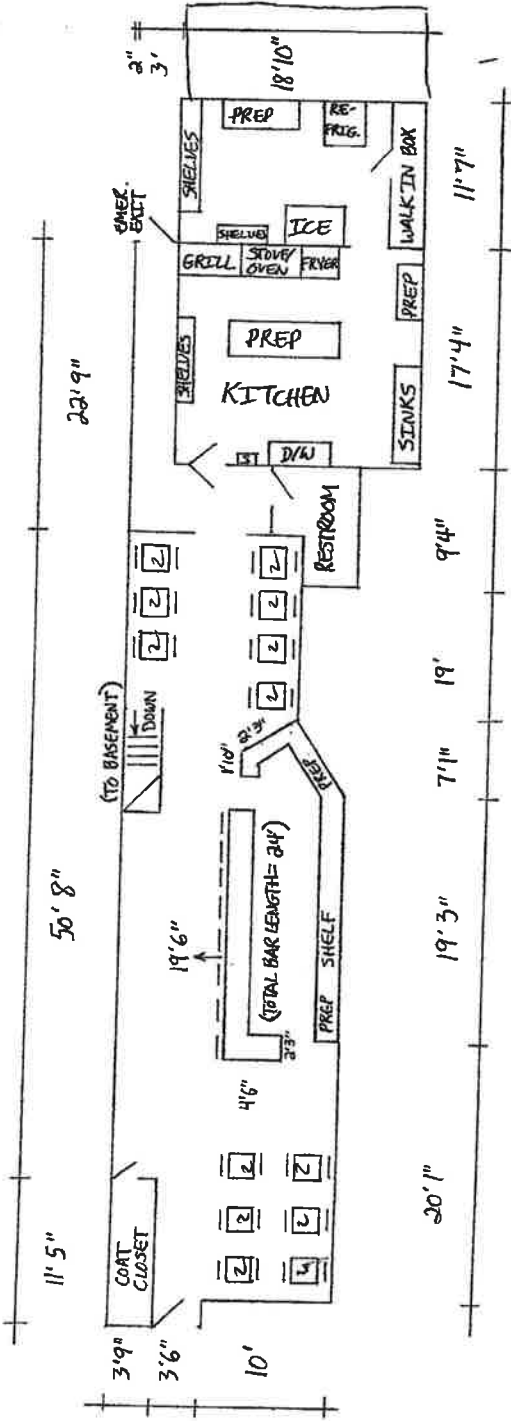 11' 5"
50' 8"
22' 9"
2"
3'
18'10"
3'9"
3'6"
10'
COAT
CLOSET
(TO BASEMENT)
DOWN
EMER.
EXIT
2
2
2
2
2
2
2
2
2
2
2
2
4'6"
19'6"
(TOTAL BAR LENGTH = 24')
2'3"
1'10"
2'3"
PREP
PREP SHELF
RESTROOM
KITCHEN
SHELVES
PREP
D/W
SINKS
PREP
GRILL
STOVE/
OVEN
FRYER
SHELVES
ICE
SHELVES
PREP
RE-
FRIG.
WALK IN BOX
20'1"
19'3"
7'1"
19'
9'4"
17'4"
11'7"